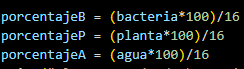 porcentajeB = (bacteria*100)/16
porcentajeP = (planta*100)/16
porcentajeA = (agua*100)/16